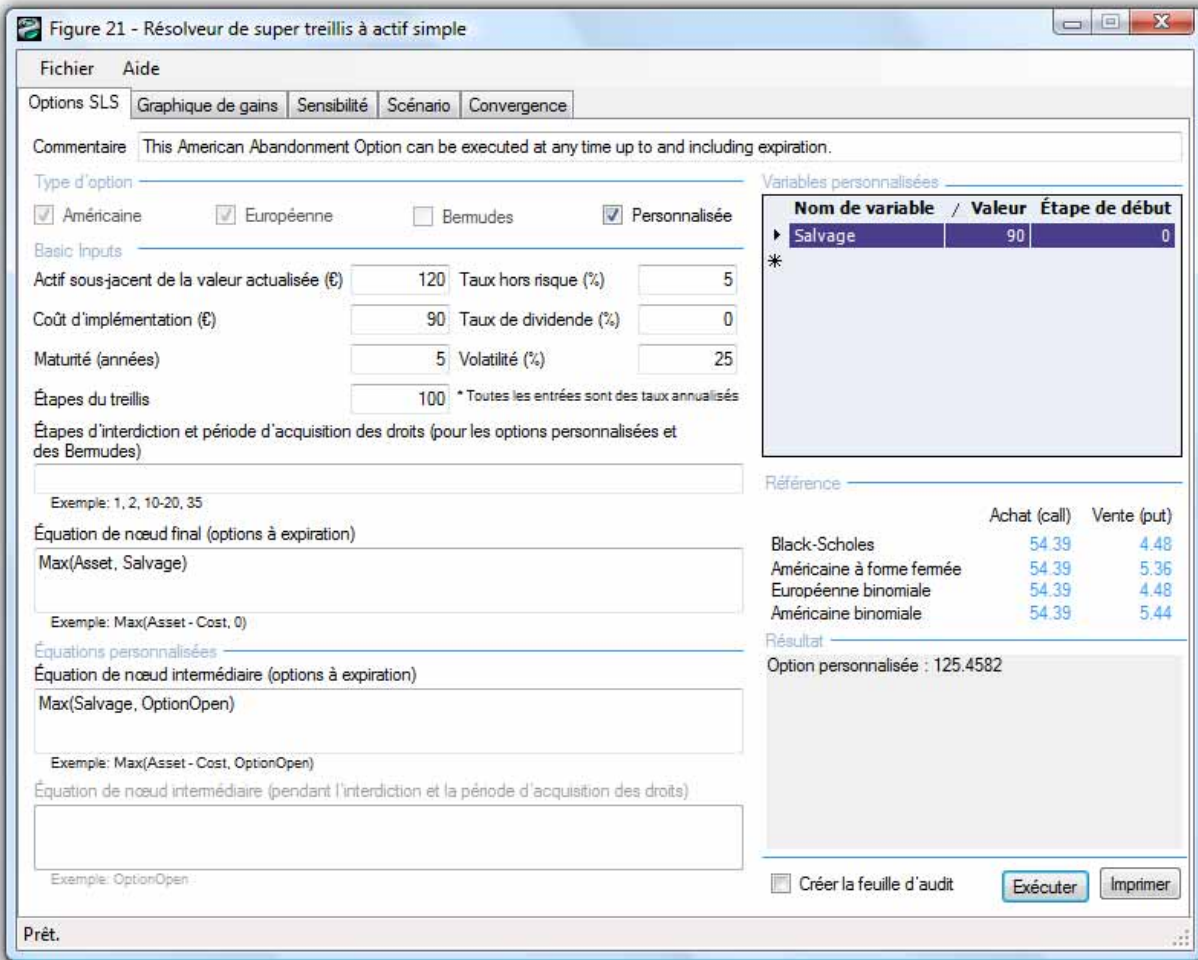 Figure 21 - Résolveur de super treillis à actif simple
Fichier Aide
Options SLS Graphique de gains Sensibilité Scénario Convergence
Commentaire This American Abandonment Option can be executed at any time up to and including expiration.
Type d'option
Américaine Européenne Bermudes Personnalisée
Basic Inputs
Actif sous-jacent de la valeur actualisée (€) 120 Taux hors risque (%) 5
Coût d'implémentation (€) 90 Taux de dividende (%) 0
Maturité (années) 5 Volatilité (%) 25
Étapes du treillis 100 * Toutes les entrées sont des taux annualisés
Étapes d'interdiction et période d'acquisition des droits (pour les options personnalisées et
des Bermudes)
Exemple: 1, 2, 10-20, 35
Équation de nœud final (options à expiration)
Max(Asset, Salvage)
Exemple: Max(Asset - Cost, 0)
Équations personnalisées
Équation de nœud intermédiaire (options à expiration)
Max(Salvage, OptionOpen)
Exemple: Max(Asset - Cost, OptionOpen)
Équation de nœud intermédiaire (pendant l'interdiction et la période d'acquisition des droits)
Exemple: OptionOpen
Variables personnalisées
Nom de variable / Valeur Étape de début
Salvage 90 0
Référence
Achat (call) Vente (put)
Black-Scholes 54.39 4.48
Américaine à forme fermée 54.39 5.36
Européenne binomiale 54.39 4.48
Américaine binomiale 54.39 5.44
Résultat
Option personnalisée : 125.4582
Créer la feuille d'audit Exécuter Imprimer
Prêt.